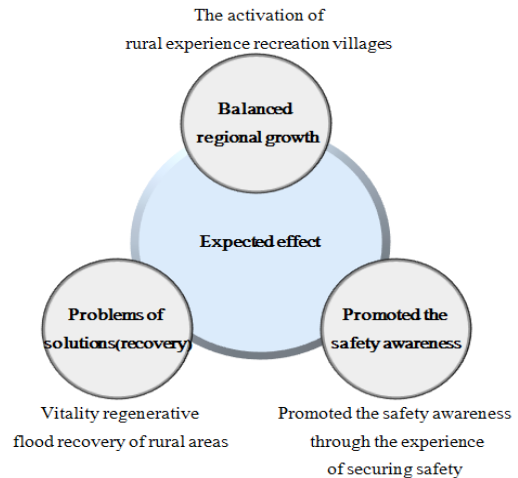 The activation of
rural experience recreation villages
Balanced
regional growth
Expected effect
Problems of
solutions(recovery)
Promoted the
safety awareness
Vitality regenerative
flood recovery of rural areas
Promoted the safety awareness
through the experience
of securing safety